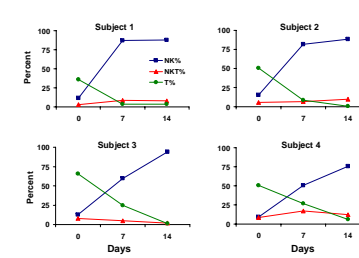 Subject 1
Percent
100
75
50
25
0
0 7 14
NK%
NKT%
T%
Subject 2
100
75
50
25
0
0 7 14
Subject 3
Percent
100
75
50
25
0
0 7 14
Days
Subject 4
100
75
50
25
0
0 7 14
Days